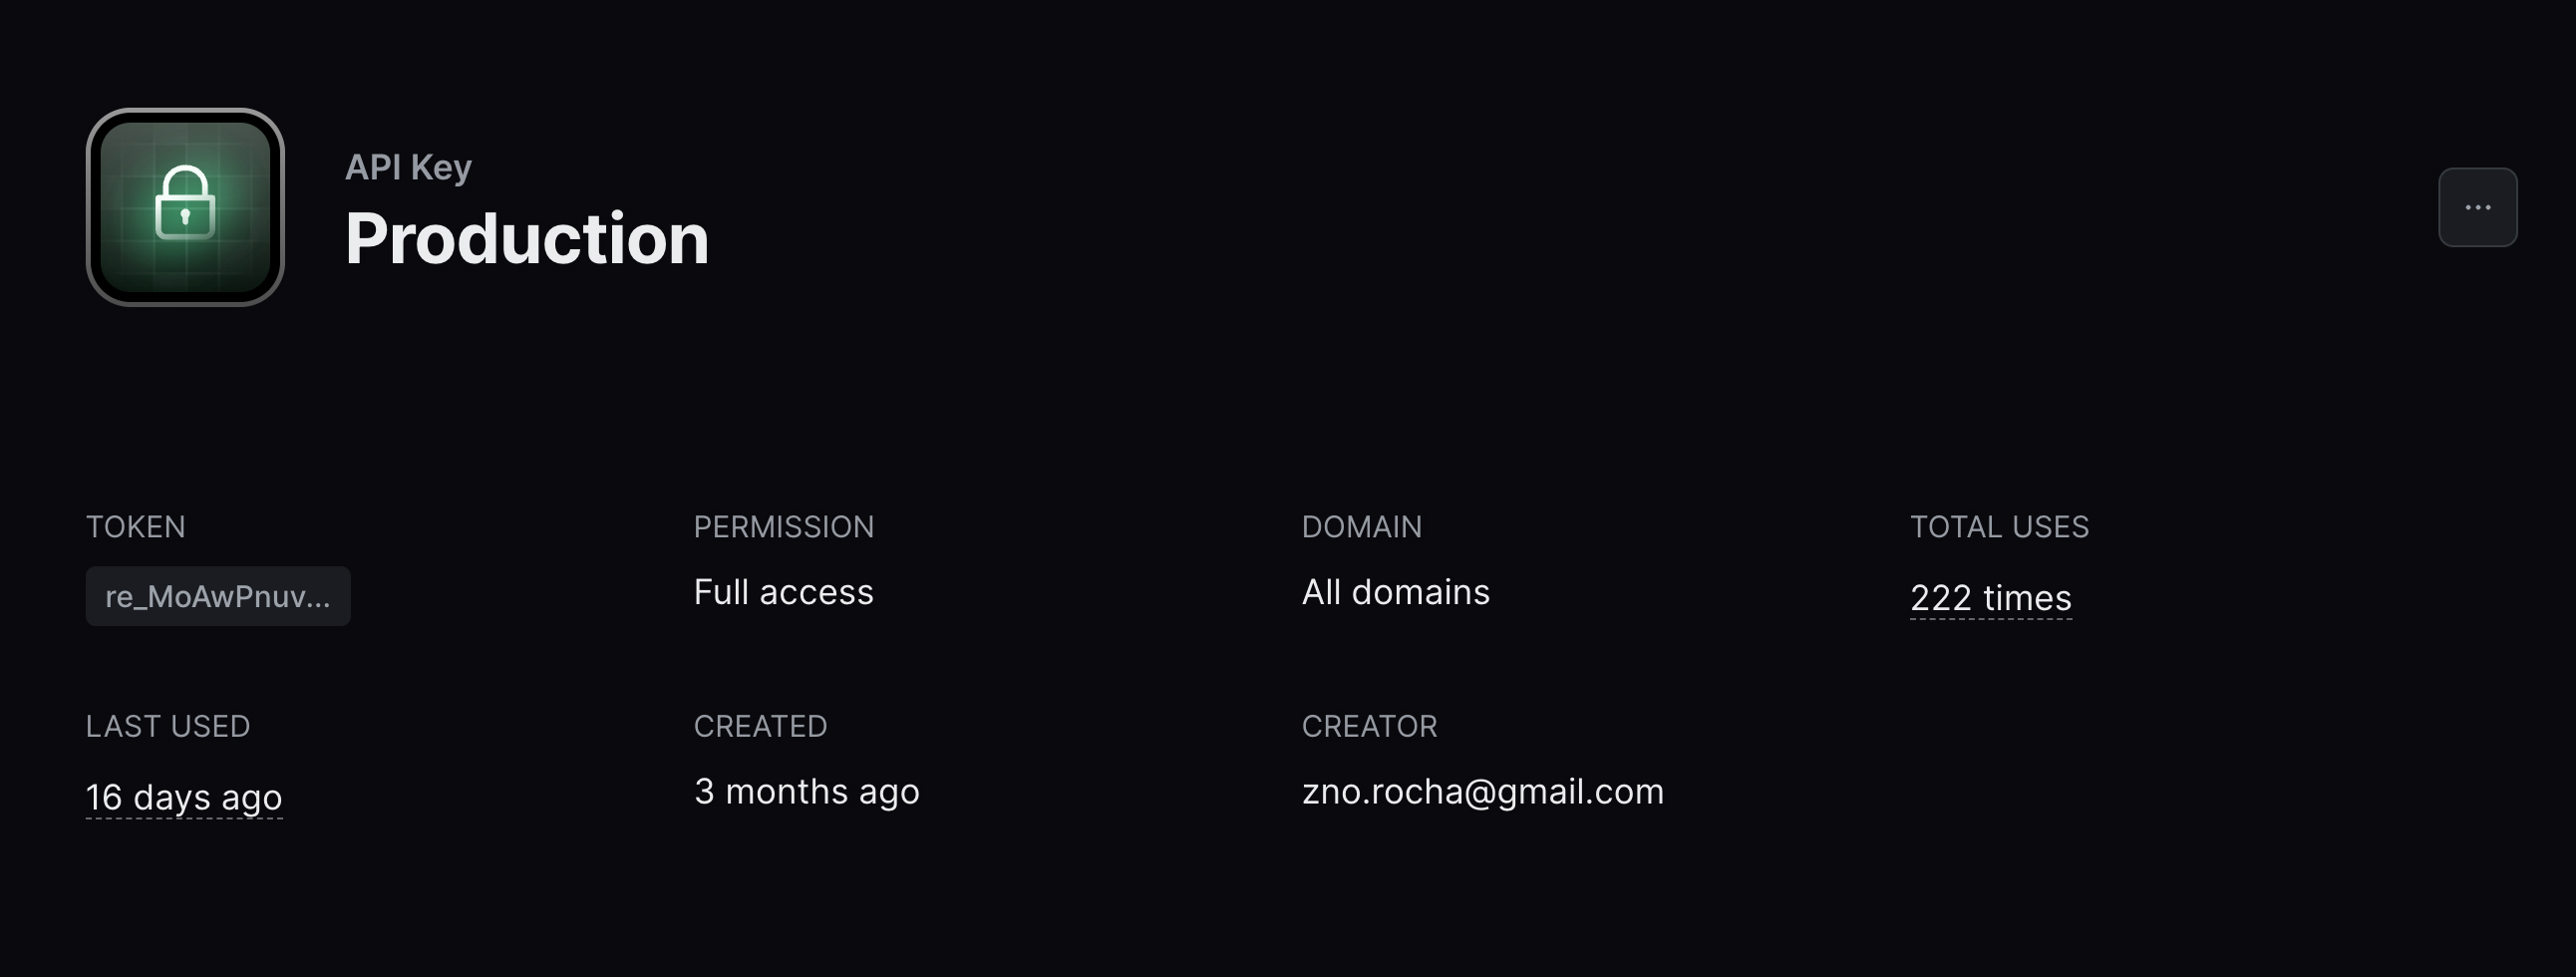 API Key
Production
TOKEN
re_MoAwPnuv...
PERMISSION
Full access
DOMAIN
All domains
TOTAL USES
222 times
LAST USED
16 days ago
CREATED
3 months ago
CREATOR
zno.rocha@gmail.com